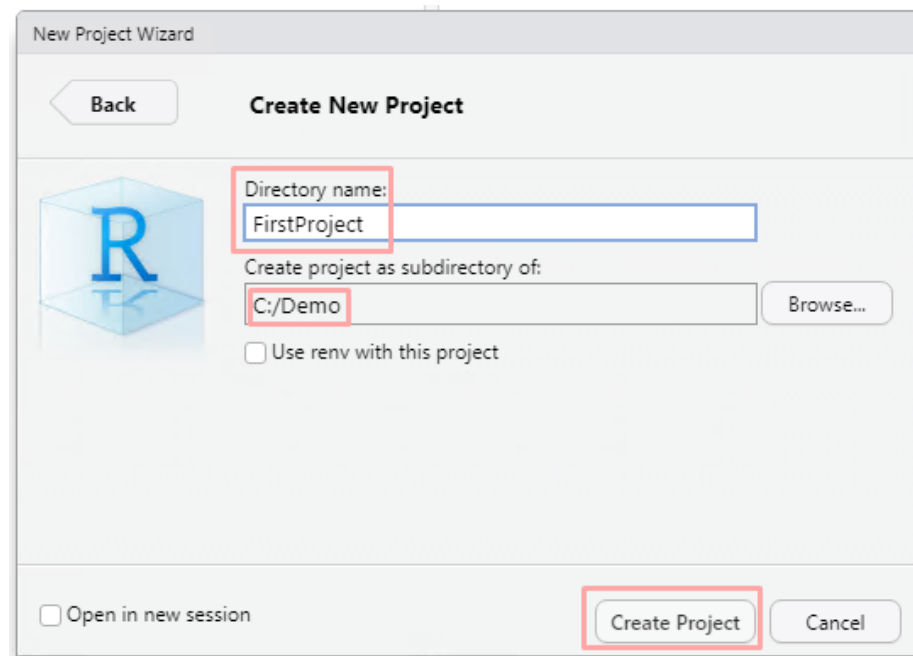 New Project Wizard
Back
Create New Project
R
Directory name:
FirstProject
Create project as subdirectory of:
C:/Demo
Browse...
Use renv with this project
Open in new session
Create Project
Cancel